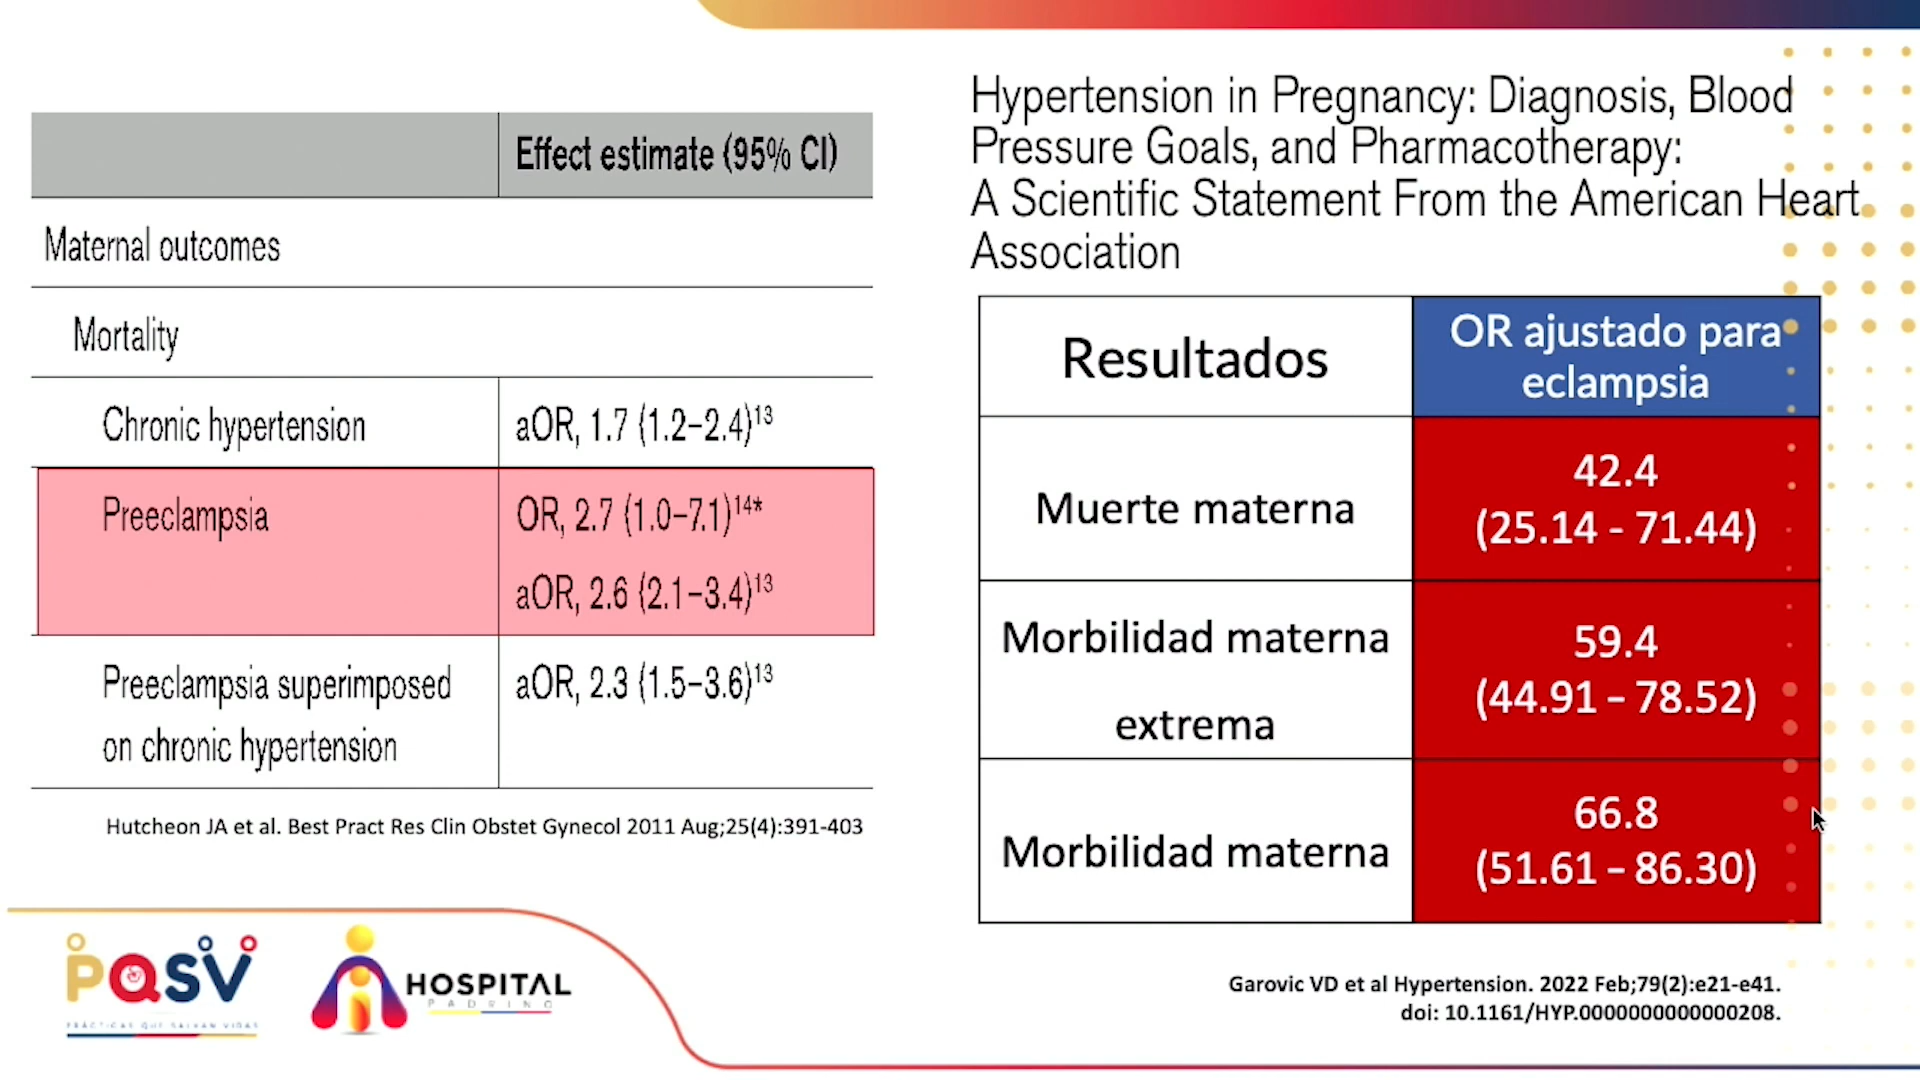 Effect estimate (95% CI)
Maternal outcomes
Mortality
Chronic hypertension
aOR, 1.7 (1.2–2.4)13
Preeclampsia
OR, 2.7 (1.0–7.1)14*
aOR, 2.6 (2.1–3.4)13
Preeclampsia superimposed
on chronic hypertension
aOR, 2.3 (1.5–3.6)13
Hutcheon JA et al. Best Pract Res Clin Obstet Gynecol 2011 Aug;25(4):391-403
Hypertension in Pregnancy: Diagnosis, Blood
Pressure Goals, and Pharmacotherapy:
A Scientific Statement From the American Heart
Association
Resultados
OR ajustado para
eclampsia
Muerte materna
42.4
(25.14 - 71.44)
Morbilidad materna
extrema
59.4
(44.91 – 78.52)
Morbilidad materna
66.8
(51.61 – 86.30)
Garovic VD et al Hypertension. 2022 Feb;79(2):e21-e41.
doi: 10.1161/HYP.0000000000000208.
PQSV
PRÁCTICAS QUE SALVAN VIDAS
HOSPITAL
PADRINO